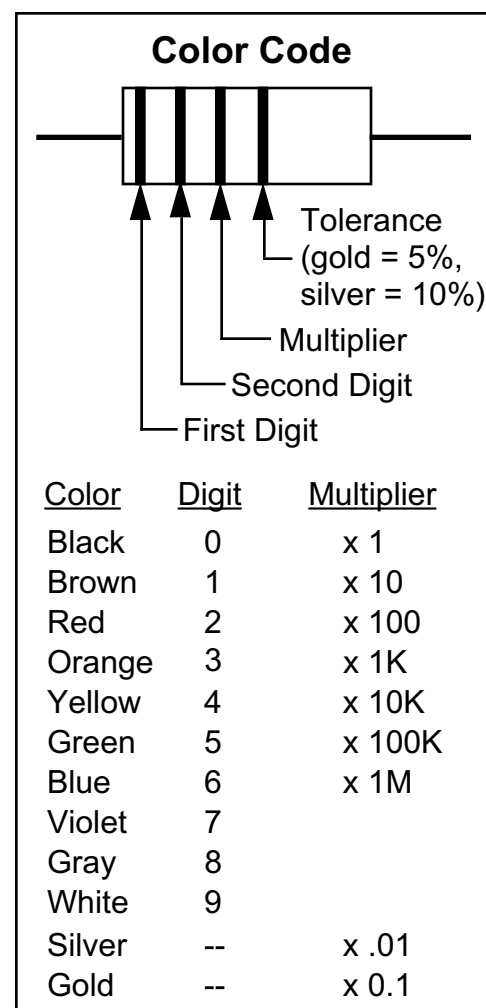 Color Code
Tolerance
(gold = 5%,
silver = 10%)
Multiplier
Second Digit
First Digit
Color Digit Multiplier
Black 0 x 1
Brown 1 x 10
Red 2 x 100
Orange 3 x 1K
Yellow 4 x 10K
Green 5 x 100K
Blue 6 x 1M
Violet 7
Gray 8
White 9
Silver -- x .01
Gold -- x 0.1